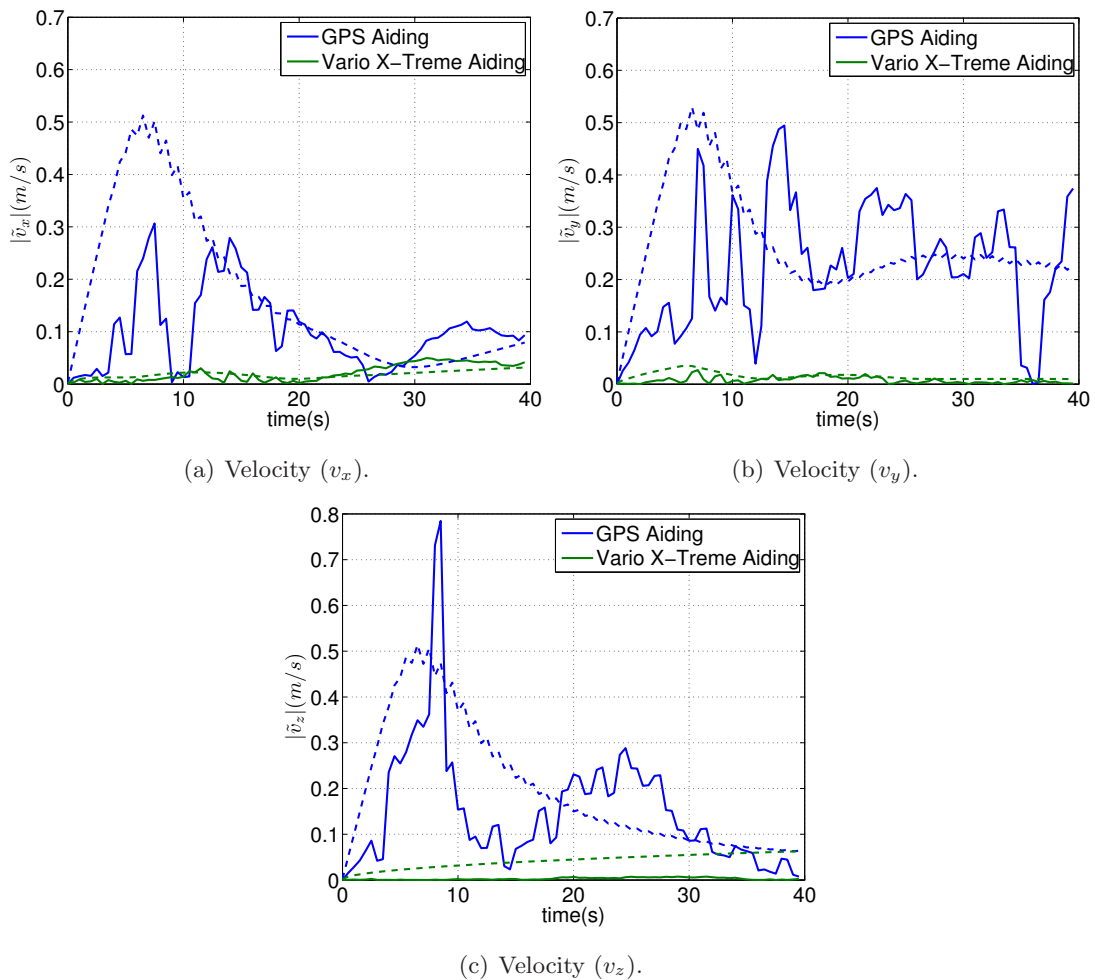 0.7
0.6
0.5
0.4
0.3
0.2
0.1
0
|ṽx|(m/s)
GPS Aiding
Vario X-Treme Aiding
0 10 20 30 40
time(s)
(a) Velocity (vx).
0.7
0.6
0.5
0.4
0.3
0.2
0.1
0
|ṽy|(m/s)
GPS Aiding
Vario X-Treme Aiding
0 10 20 30 40
time(s)
(b) Velocity (vy).
0.8
0.7
0.6
0.5
0.4
0.3
0.2
0.1
0
|ṽz|(m/s)
GPS Aiding
Vario X-Treme Aiding
0 10 20 30 40
time(s)
(c) Velocity (vz).